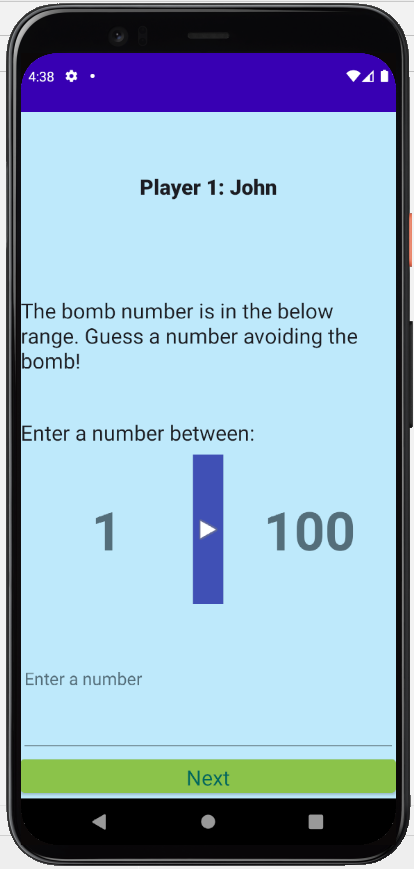 4:38
Player 1: John
The bomb number is in the below
range. Guess a number avoiding the
bomb!
Enter a number between:
1 100
Enter a number
Next